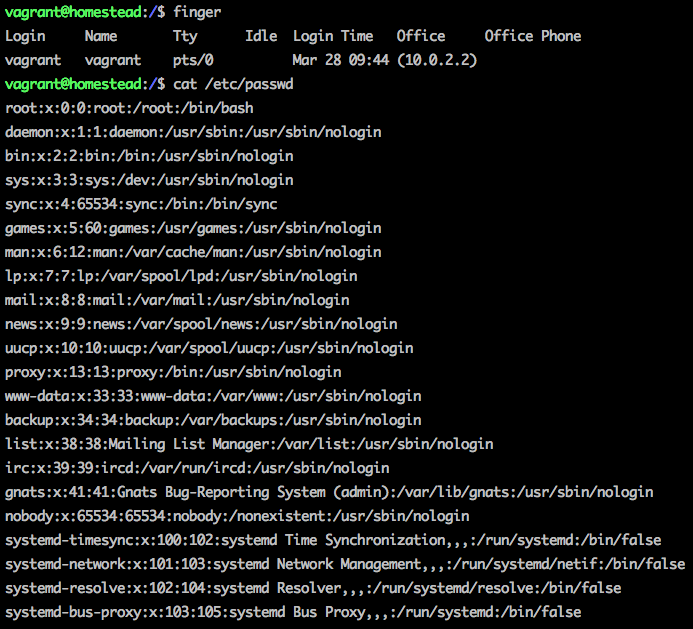 vagrant@homestead:/$ finger
Login     Name       Tty      Idle  Login Time   Office     Office Phone
vagrant   vagrant    pts/0          Mar 28 09:44 (10.0.2.2)
vagrant@homestead:/$ cat /etc/passwd
root:x:0:0:root:/root:/bin/bash
daemon:x:1:1:daemon:/usr/sbin:/usr/sbin/nologin
bin:x:2:2:bin:/bin:/usr/sbin/nologin
sys:x:3:3:sys:/dev:/usr/sbin/nologin
sync:x:4:65534:sync:/bin:/bin/sync
games:x:5:60:games:/usr/games:/usr/sbin/nologin
man:x:6:12:man:/var/cache/man:/usr/sbin/nologin
lp:x:7:7:lp:/var/spool/lpd:/usr/sbin/nologin
mail:x:8:8:mail:/var/mail:/usr/sbin/nologin
news:x:9:9:news:/var/spool/news:/usr/sbin/nologin
uucp:x:10:10:uucp:/var/spool/uucp:/usr/sbin/nologin
proxy:x:13:13:proxy:/bin:/usr/sbin/nologin
www-data:x:33:33:www-data:/var/www:/usr/sbin/nologin
backup:x:34:34:backup:/var/backups:/usr/sbin/nologin
list:x:38:38:Mailing List Manager:/var/list:/usr/sbin/nologin
irc:x:39:39:ircd:/var/run/ircd:/usr/sbin/nologin
gnats:x:41:41:Gnats Bug-Reporting System (admin):/var/lib/gnats:/usr/sbin/nologin
nobody:x:65534:65534:nobody:/nonexistent:/usr/sbin/nologin
systemd-timesync:x:100:102:systemd Time Synchronization,,,:/run/systemd:/bin/false
systemd-network:x:101:103:systemd Network Management,,,:/run/systemd/netif:/bin/false
systemd-resolve:x:102:104:systemd Resolver,,,:/run/systemd/resolve:/bin/false
systemd-bus-proxy:x:103:105:systemd Bus Proxy,,,:/run/systemd:/bin/false